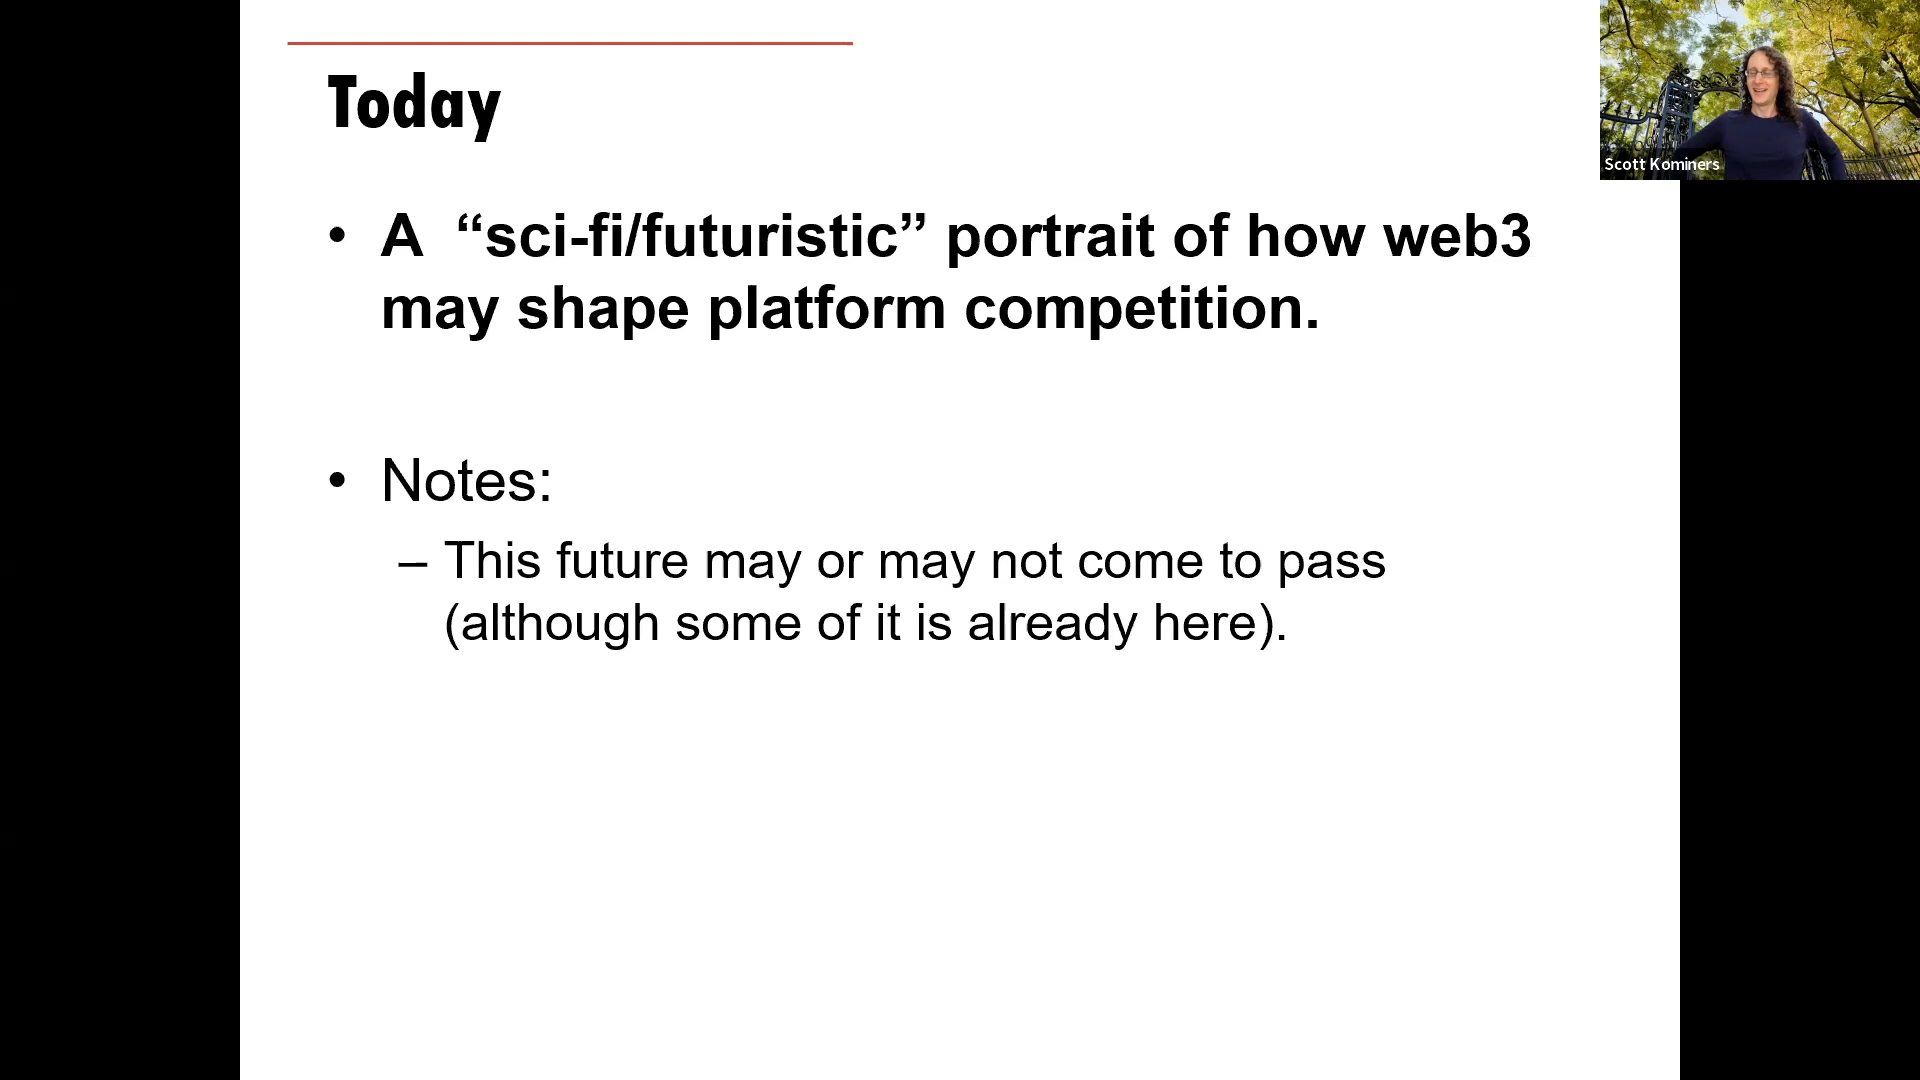 Today
Scott Kominers
• A  “sci-fi/futuristic” portrait of how web3
may shape platform competition.
• Notes:
– This future may or may not come to pass
(although some of it is already here).